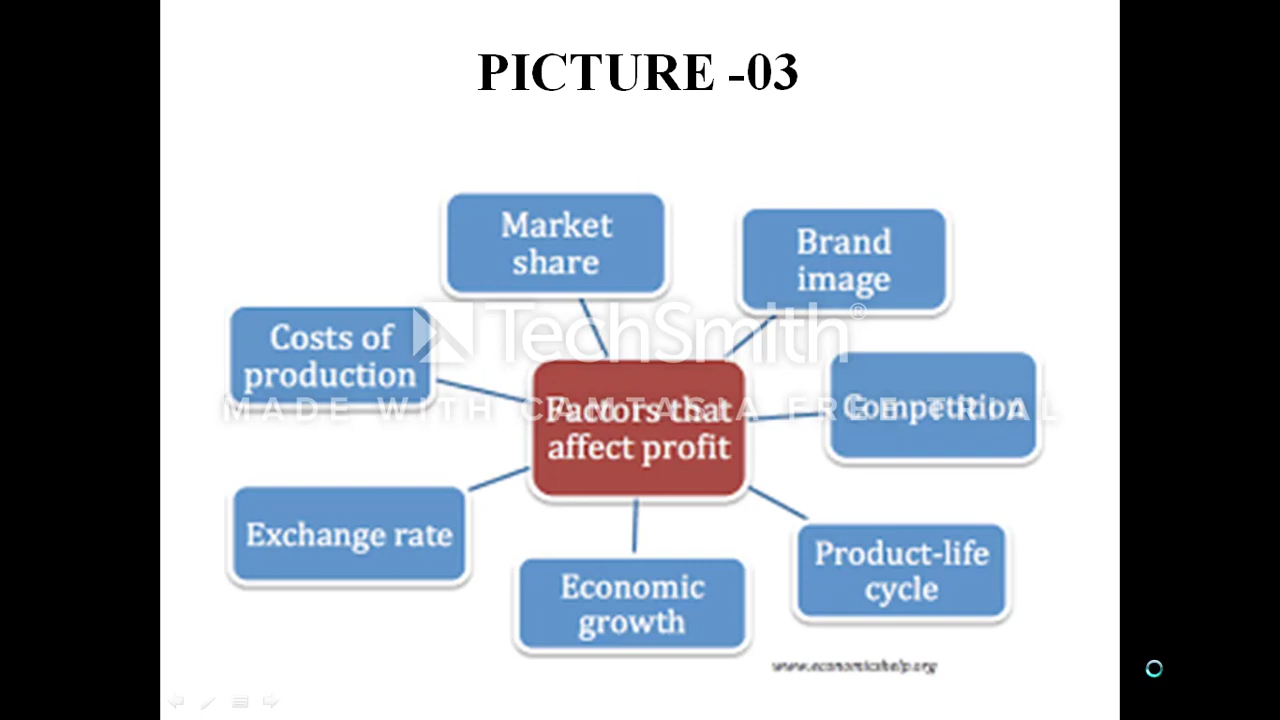 PICTURE -03
Market
share
Brand
image
Costs of
production
TechSmith®
MADE WITH CAMTASIA FREE TRIAL
Factors that
affect profit
Competition
Exchange rate
Economic
growth
Product-life
cycle
www.economicshelp.org